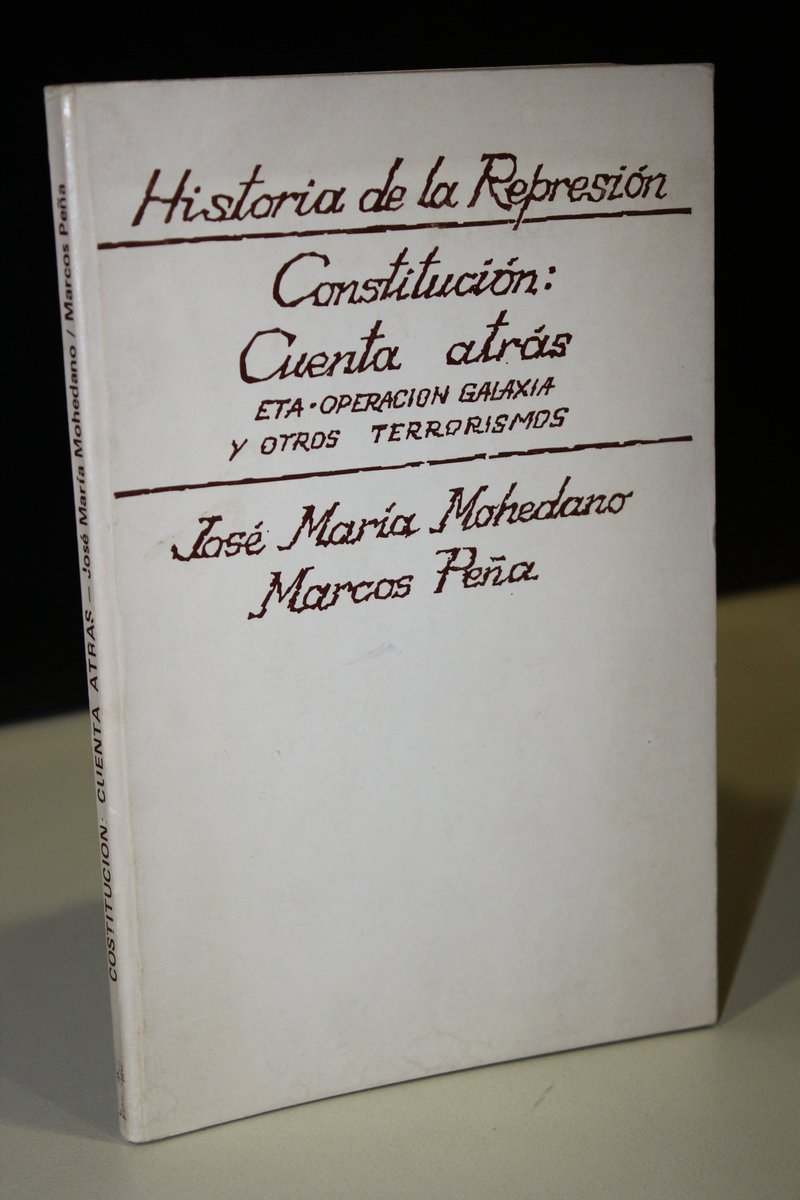 Historia de la Represión
Constitución:
Cuenta atrás
ETA·OPERACION GALAXIA
Y OTROS TERRORISMOS
José María Mohedano
Marcos Peña
COSTITUCION: CUENTA ATRAS – José María Mohedano / Marcos Peña